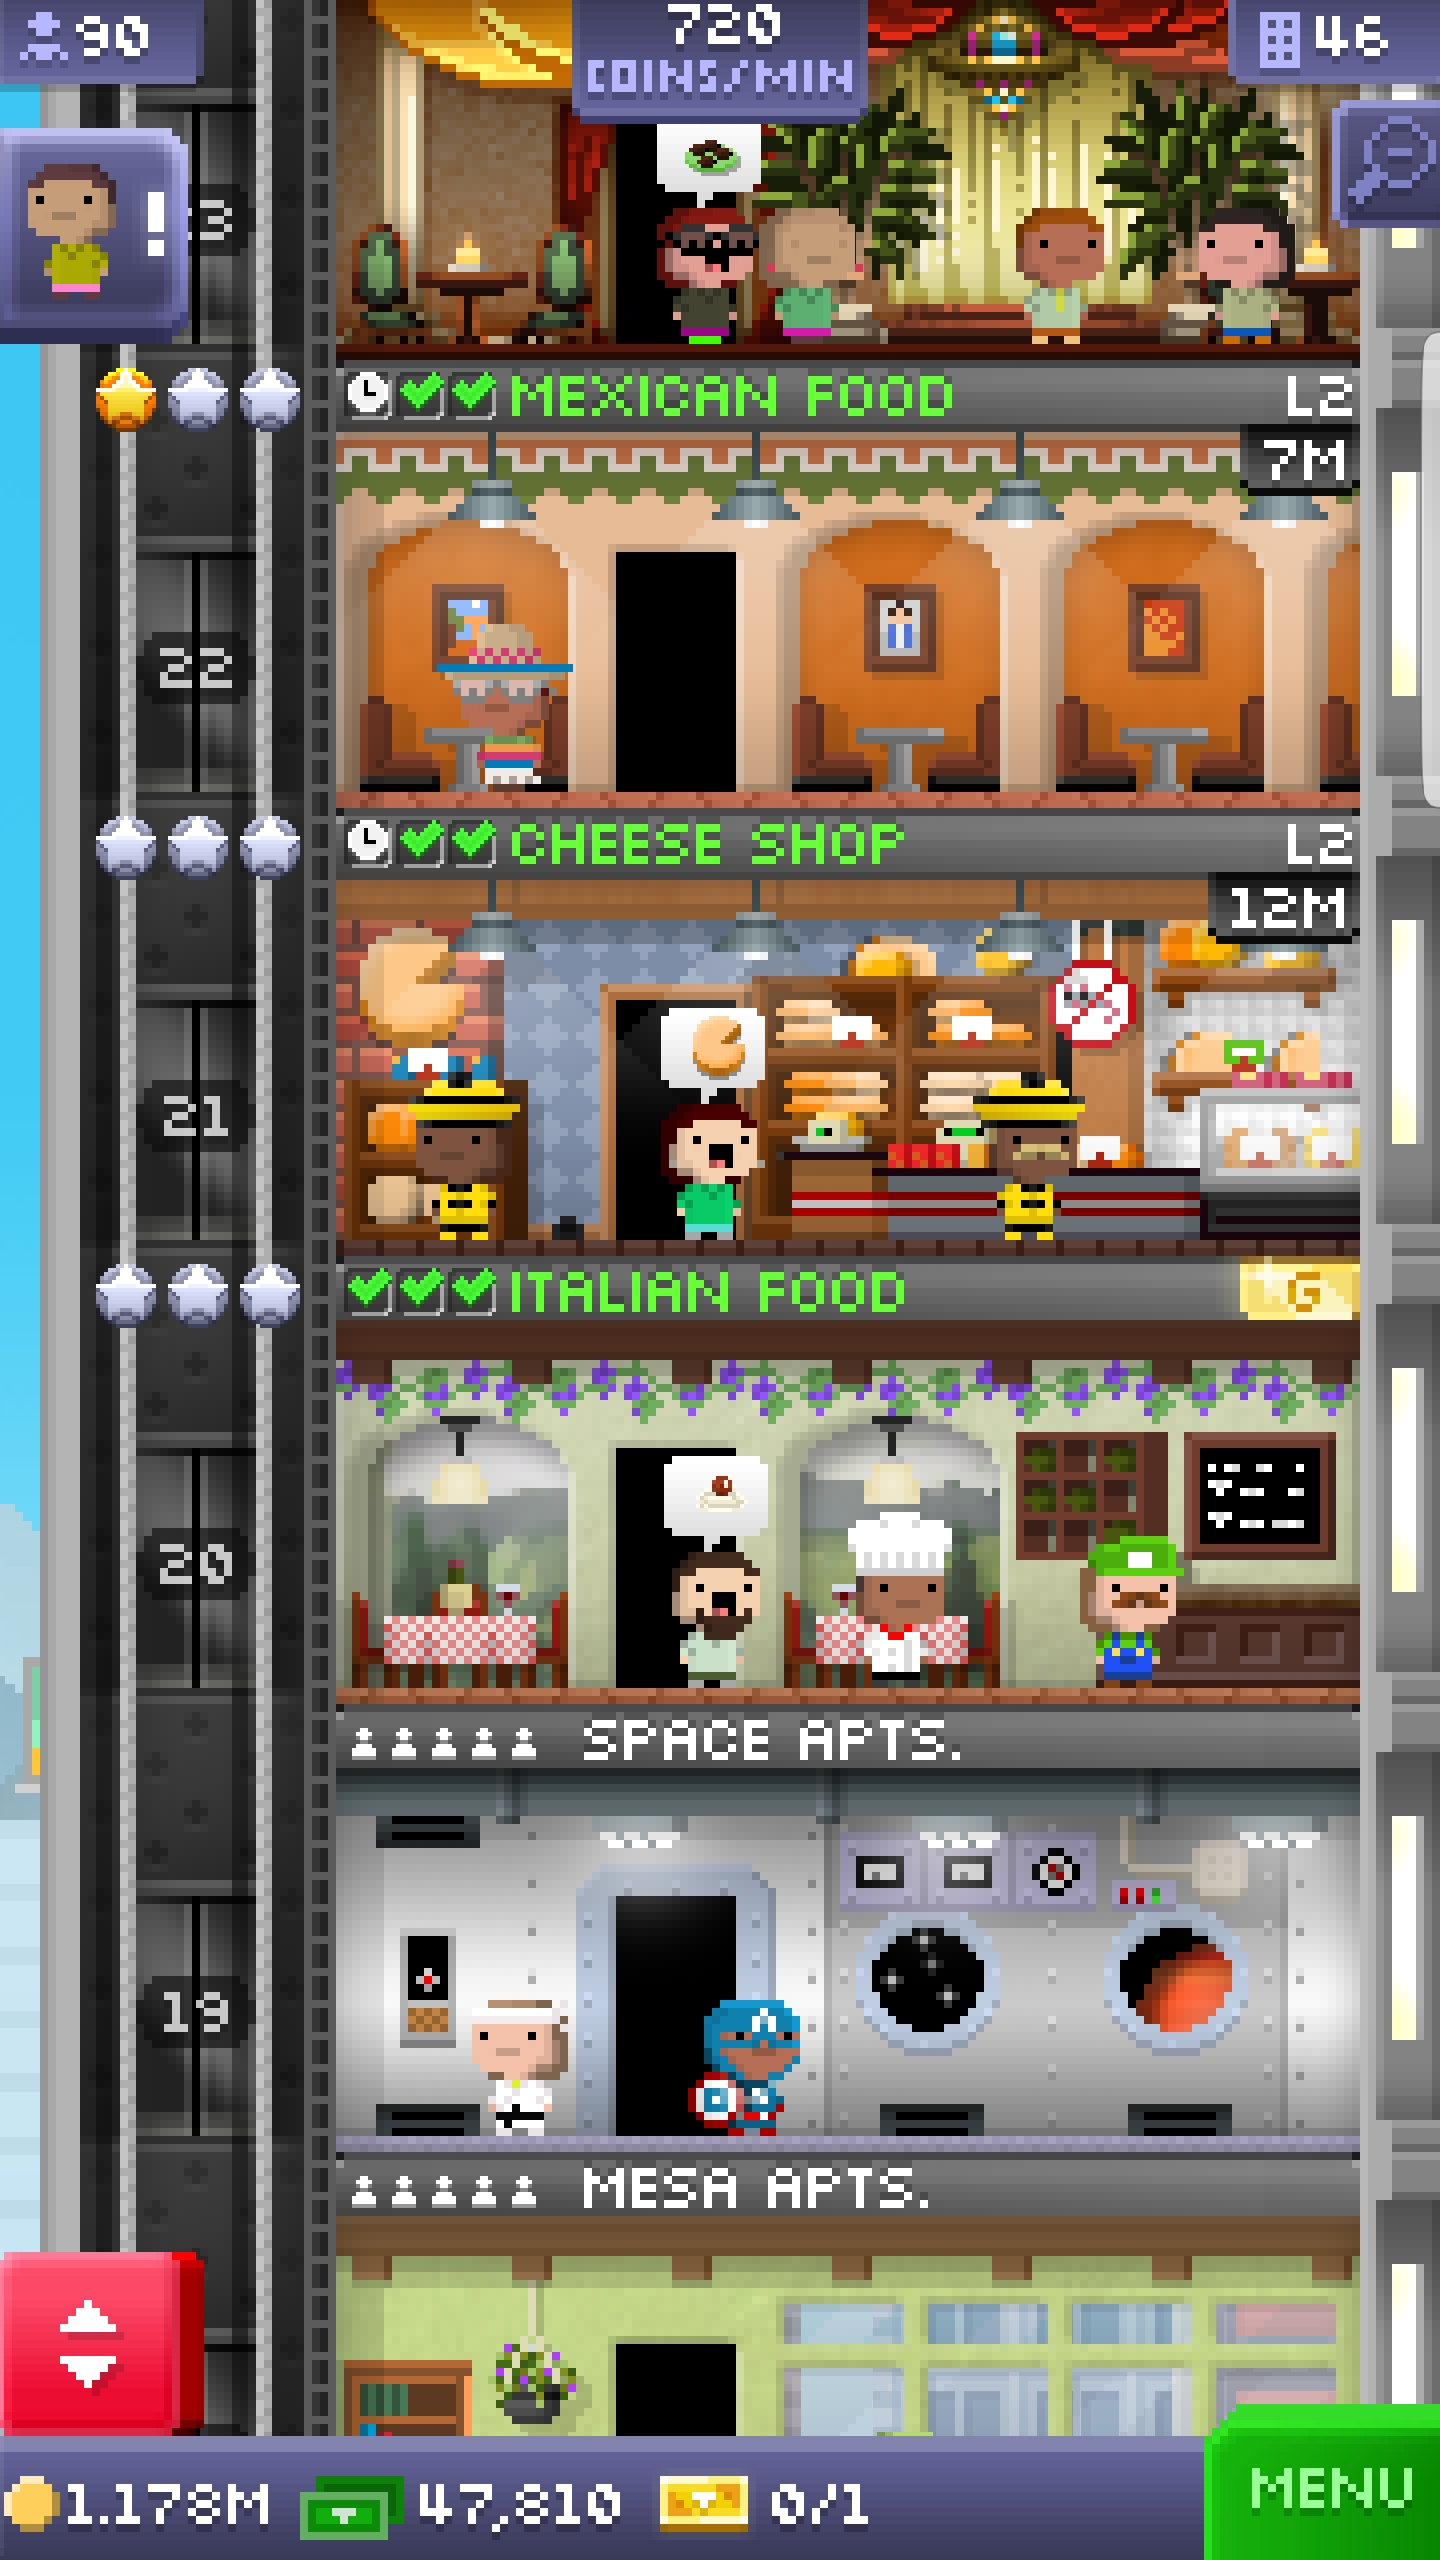 90
720
COINS/MIN
46
!
3
MEXICAN FOOD
L2
7M
22
CHEESE SHOP
L2
12M
21
ITALIAN FOOD
G
20
SPACE APTS.
19
MESA APTS.
1.178M
47,810
0/1
MENU